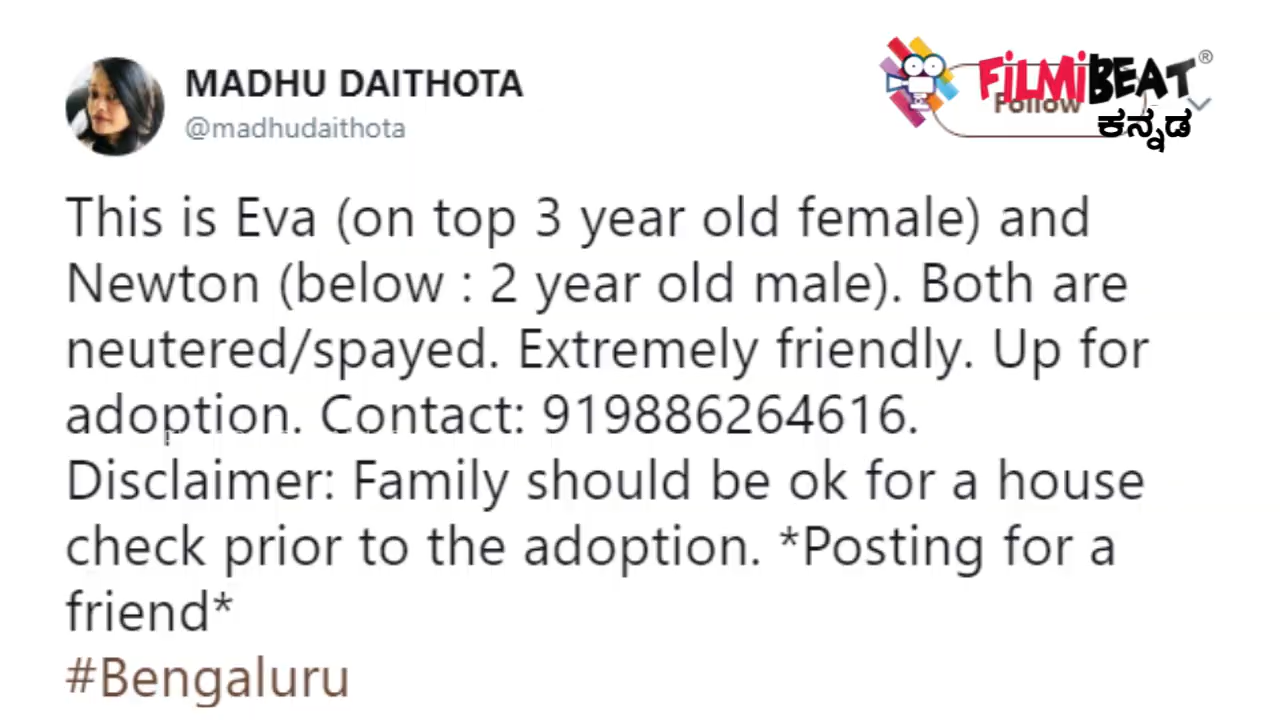 MADHU DAITHOTA
@madhudaithota
FiLMiBEAT®
Follow
ಕನ್ನಡ
This is Eva (on top 3 year old female) and
Newton (below : 2 year old male). Both are
neutered/spayed. Extremely friendly. Up for
adoption. Contact: 919886264616.
Disclaimer: Family should be ok for a house
check prior to the adoption. *Posting for a
friend*
#Bengaluru